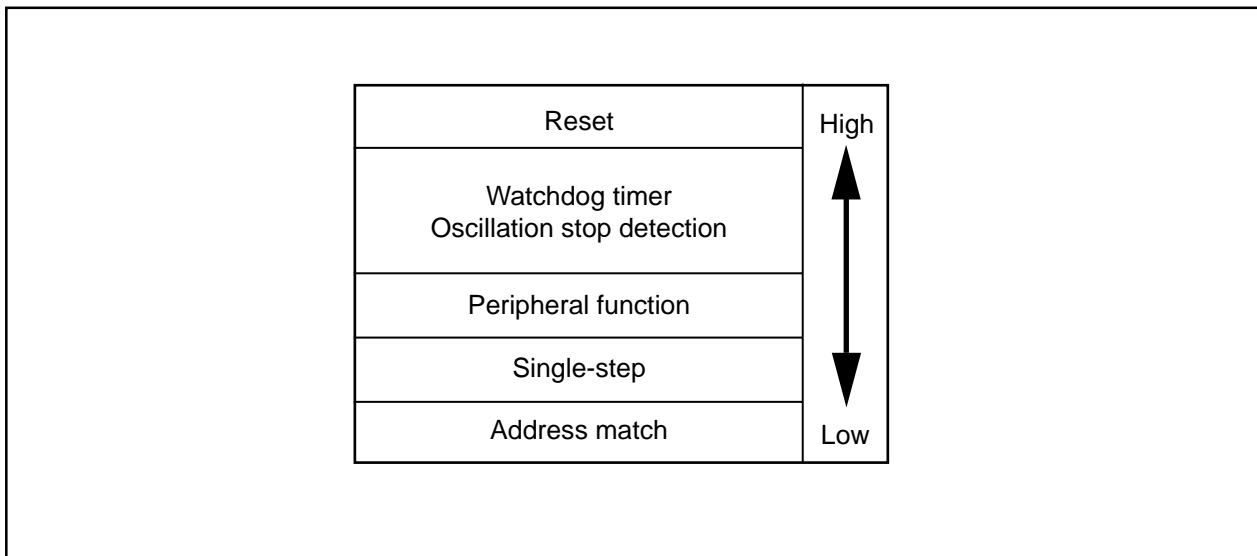 Reset
High
Watchdog timer
Oscillation stop detection
Peripheral function
Single-step
Address match
Low